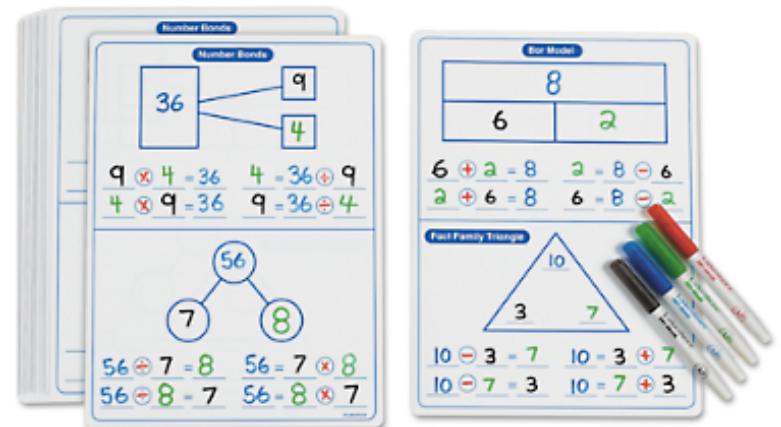 Number Bonds
Number Bonds
36
9
4
9 × 4 = 36 4 = 36 ÷ 9
4 × 9 = 36 9 = 36 ÷ 4
56
7 8
56 ÷ 7 = 8 56 = 7 × 8
56 ÷ 8 = 7 56 = 8 × 7
Bar Model
8
6 2
6 + 2 = 8 2 = 8 − 6
2 + 6 = 8 6 = 8 − 2
Fact Family Triangle
10
3 7
10 − 3 = 7 10 = 3 + 7
10 − 7 = 3 10 = 7 + 3